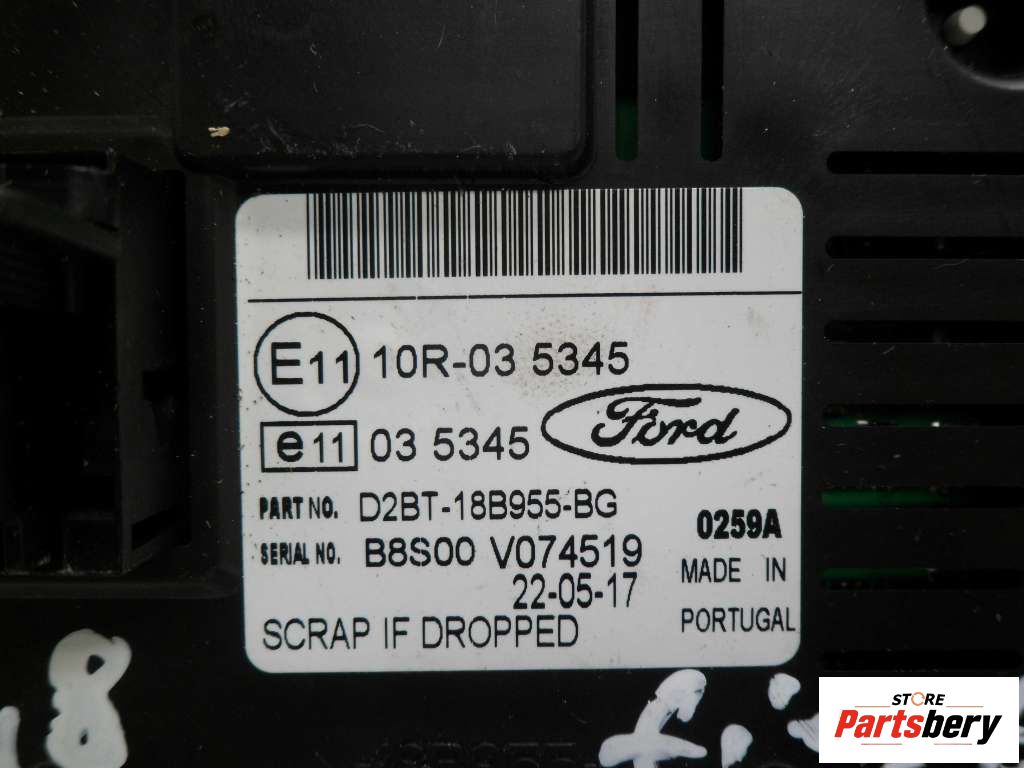 E11 10R-03 5345
e11 03 5345
Ford
PART NO. D2BT-18B955-BG
0259A
SERIAL NO. B8S00 V074519
22-05-17
MADE IN
PORTUGAL
SCRAP IF DROPPED
8
STORE
Partsbery